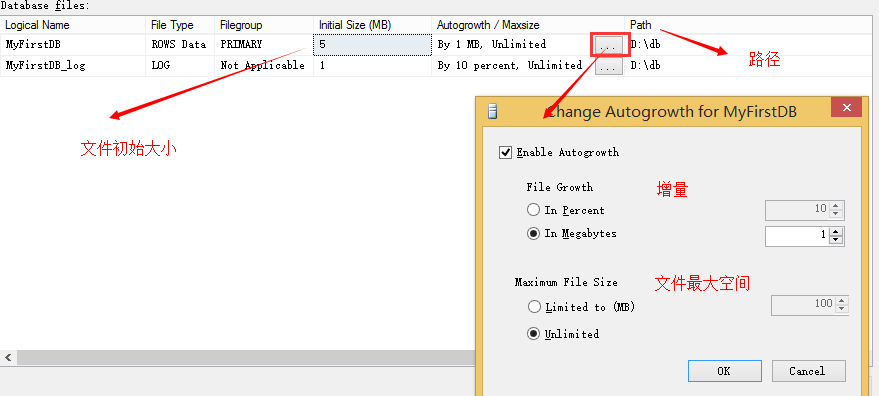 Database files:
Logical Name File Type Filegroup Initial Size (MB) Autogrowth / Maxsize Path
MyFirstDB ROWS Data PRIMARY 5 By 1 MB, Unlimited ... D:\db
MyFirstDB_log LOG Not Applicable 1 By 10 percent, Unlimited ... D:\db
路径
文件初始大小
Change Autogrowth for MyFirstDB
Enable Autogrowth
File Growth 增量
In Percent 10
In Megabytes 1
Maximum File Size 文件最大空间
Limited to (MB) 100
Unlimited
OK Cancel